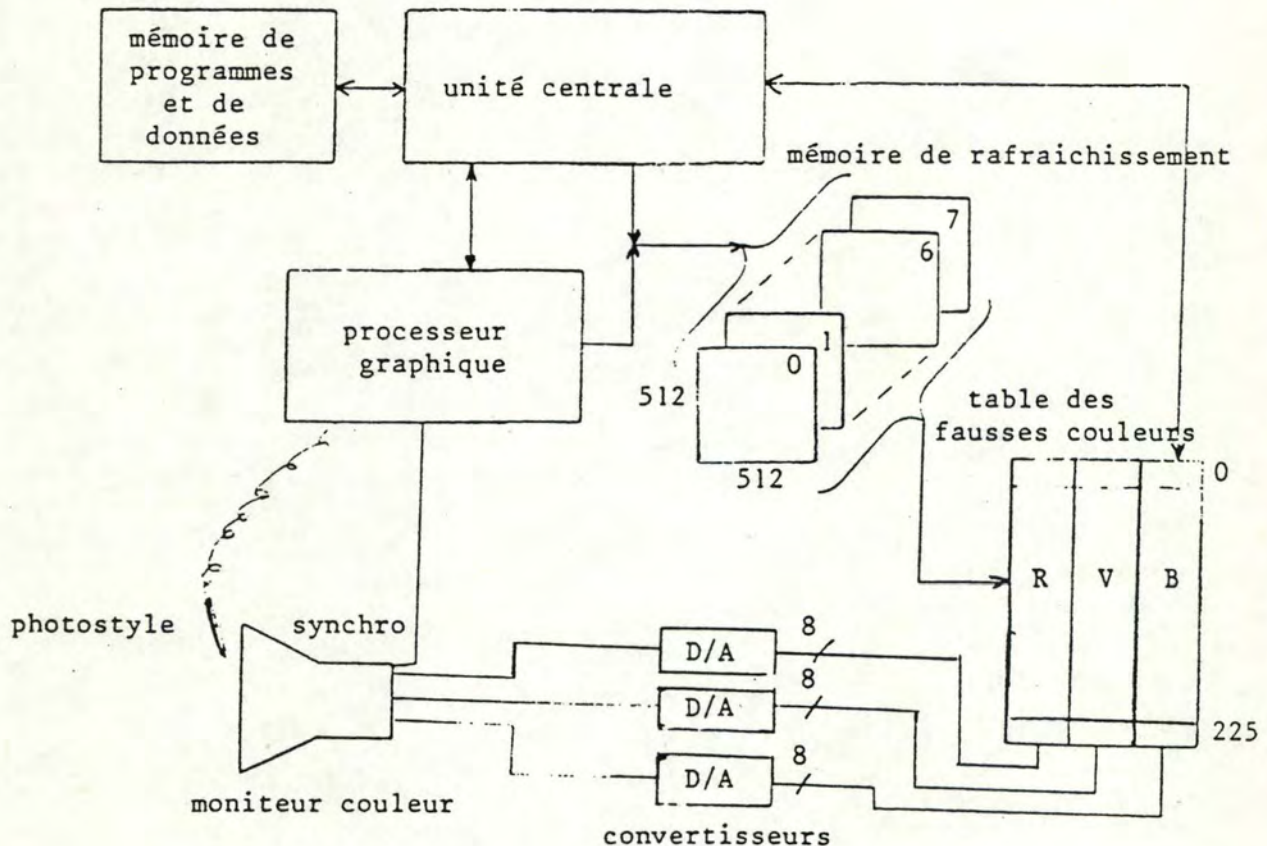 mémoire de
programmes
et de
données
unité centrale
mémoire de rafraichissement
7
6
1
0
512
512
processeur
graphique
table des
fausses couleurs
0
R V B
225
photostyle
synchro
8
D/A
8
D/A
8
D/A
moniteur couleur
convertisseurs